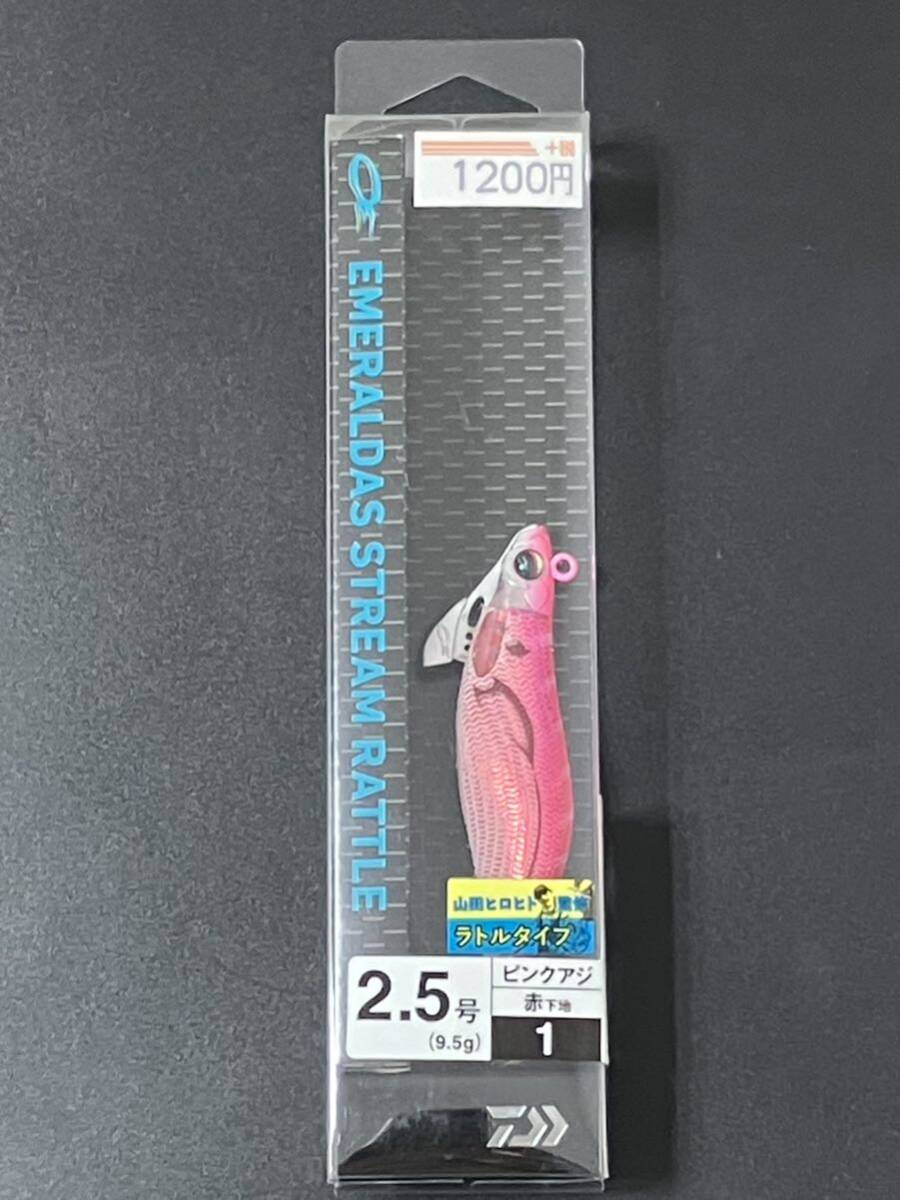 1200円
EMERALDAS STREAM RATTLE
山田ヒロヒト
ラトルタイプ
2.5号
(9.5g)
ピンクアジ
赤下地
1